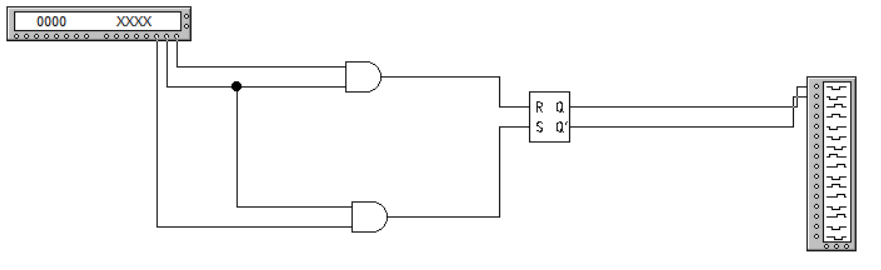 0000 XXXX
R Q
S Q'